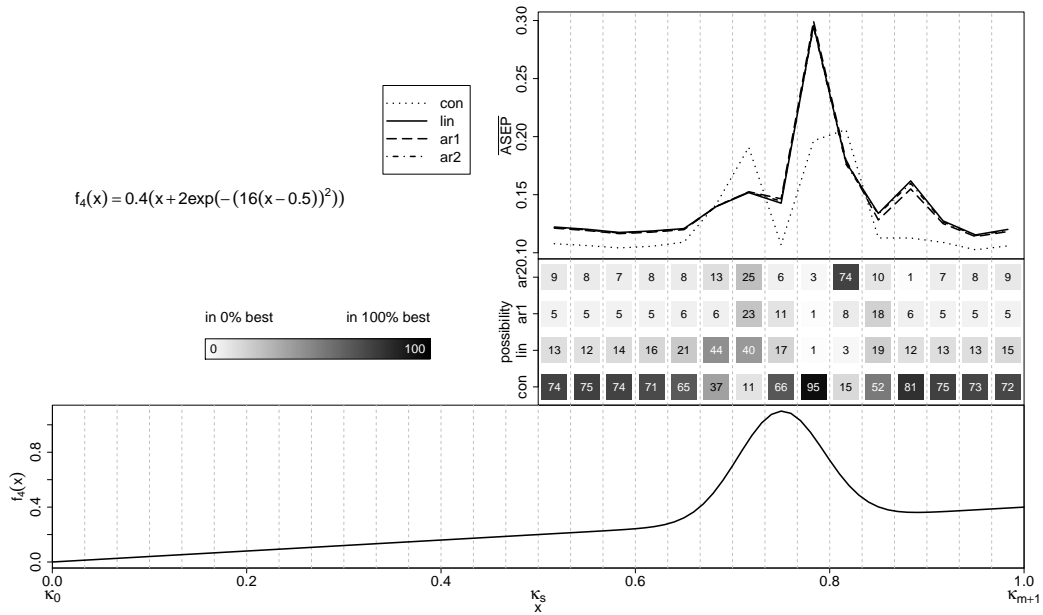 0.30
0.25
0.20
0.15
0.10
ASEP
con
lin
ar1
ar2
f₄(x) = 0.4(x+2exp(−(16(x−0.5))²))
possibility
ar2 9 8 7 8 8 13 25 6 3 74 10 1 7 8 9
ar1 5 5 5 5 6 6 23 11 1 8 18 6 5 5 5
lin 13 12 14 16 21 44 40 17 1 3 19 12 13 13 15
con 74 75 74 71 65 37 11 66 95 15 52 81 75 73 72
in 0% best in 100% best
0 100
f₄(x)
0.8
0.4
0.0
0.0 0.2 0.4 0.6 0.8 1.0
κ₀ κₛ κₘ₊₁
x